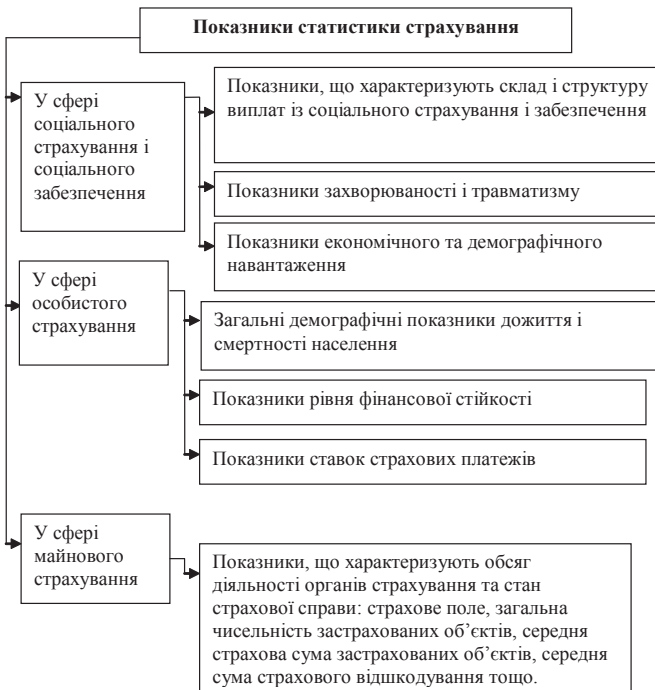 Показники статистики страхування
У сфері
соціального
страхування і
соціального
забезпечення
Показники, що характеризують склад і структуру
виплат із соціального страхування і забезпечення
Показники захворюваності і травматизму
Показники економічного та демографічного
навантаження
У сфері
особистого
страхування
Загальні демографічні показники дожиття і
смертності населення
Показники рівня фінансової стійкості
Показники ставок страхових платежів
У сфері
майнового
страхування
Показники, що характеризують обсяг
діяльності органів страхування та стан
страхової справи: страхове поле, загальна
чисельність застрахованих об’єктів, середня
страхова сума застрахованих об’єктів, середня
сума страхового відшкодування тощо.